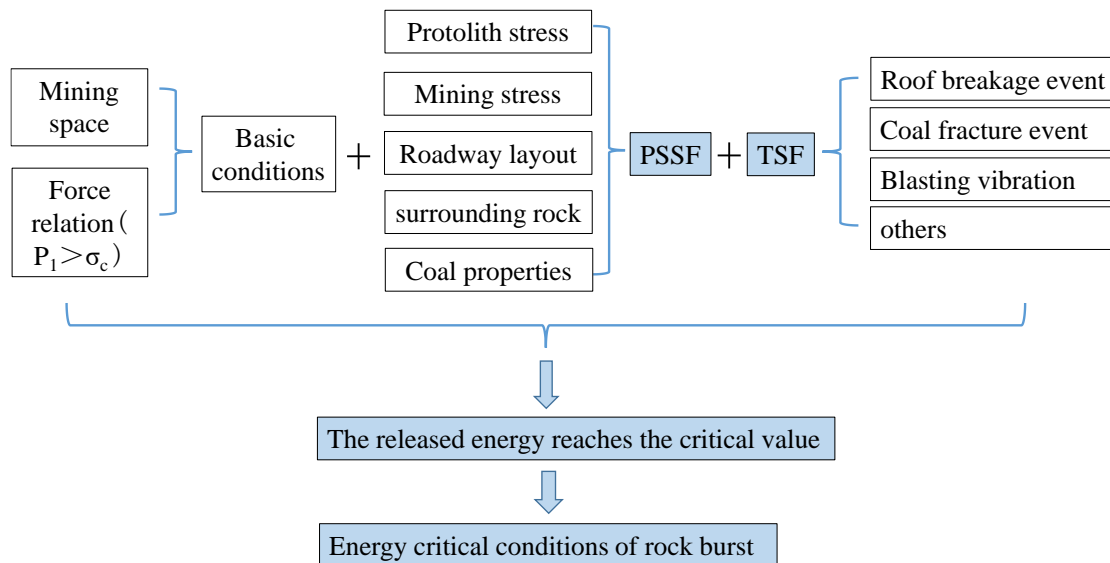 Mining
space
Force
relation(
P₁＞σc)
Basic
conditions
+
Protolith stress
Mining stress
Roadway layout
surrounding rock
Coal properties
PSSF
+
TSF
Roof breakage event
Coal fracture event
Blasting vibration
others
The released energy reaches the critical value
Energy critical conditions of rock burst